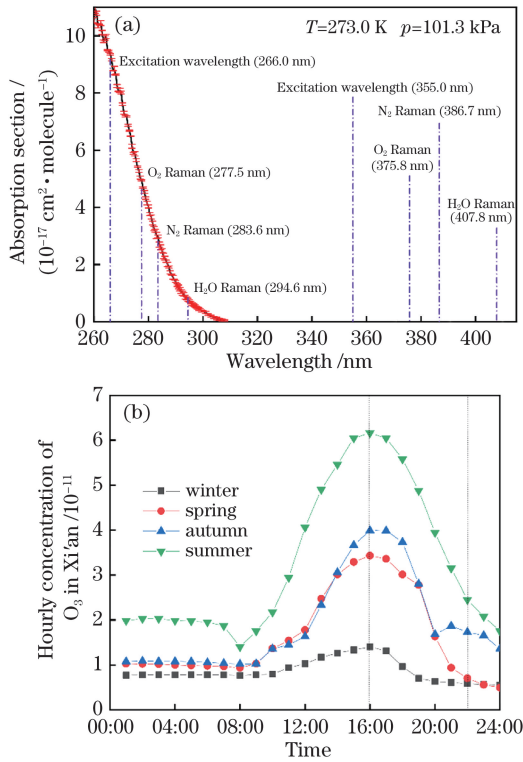 (a)
T=273.0 K p=101.3 kPa
Absorption section /
(10⁻¹⁷ cm²•molecule⁻¹)
10
8
6
4
2
0
Excitation wavelength (266.0 nm)
O₂ Raman (277.5 nm)
N₂ Raman (283.6 nm)
H₂O Raman (294.6 nm)
Excitation wavelength (355.0 nm)
N₂ Raman (386.7 nm)
O₂ Raman
(375.8 nm)
H₂O Raman
(407.8 nm)
260 280 300 320 340 360 380 400
Wavelength /nm
(b)
Hourly concentration of
O₃ in Xi'an /10⁻¹¹
7
6
5
4
3
2
1
0
winter
spring
autumn
summer
00:00 04:00 08:00 12:00 16:00 20:00 24:00
Time